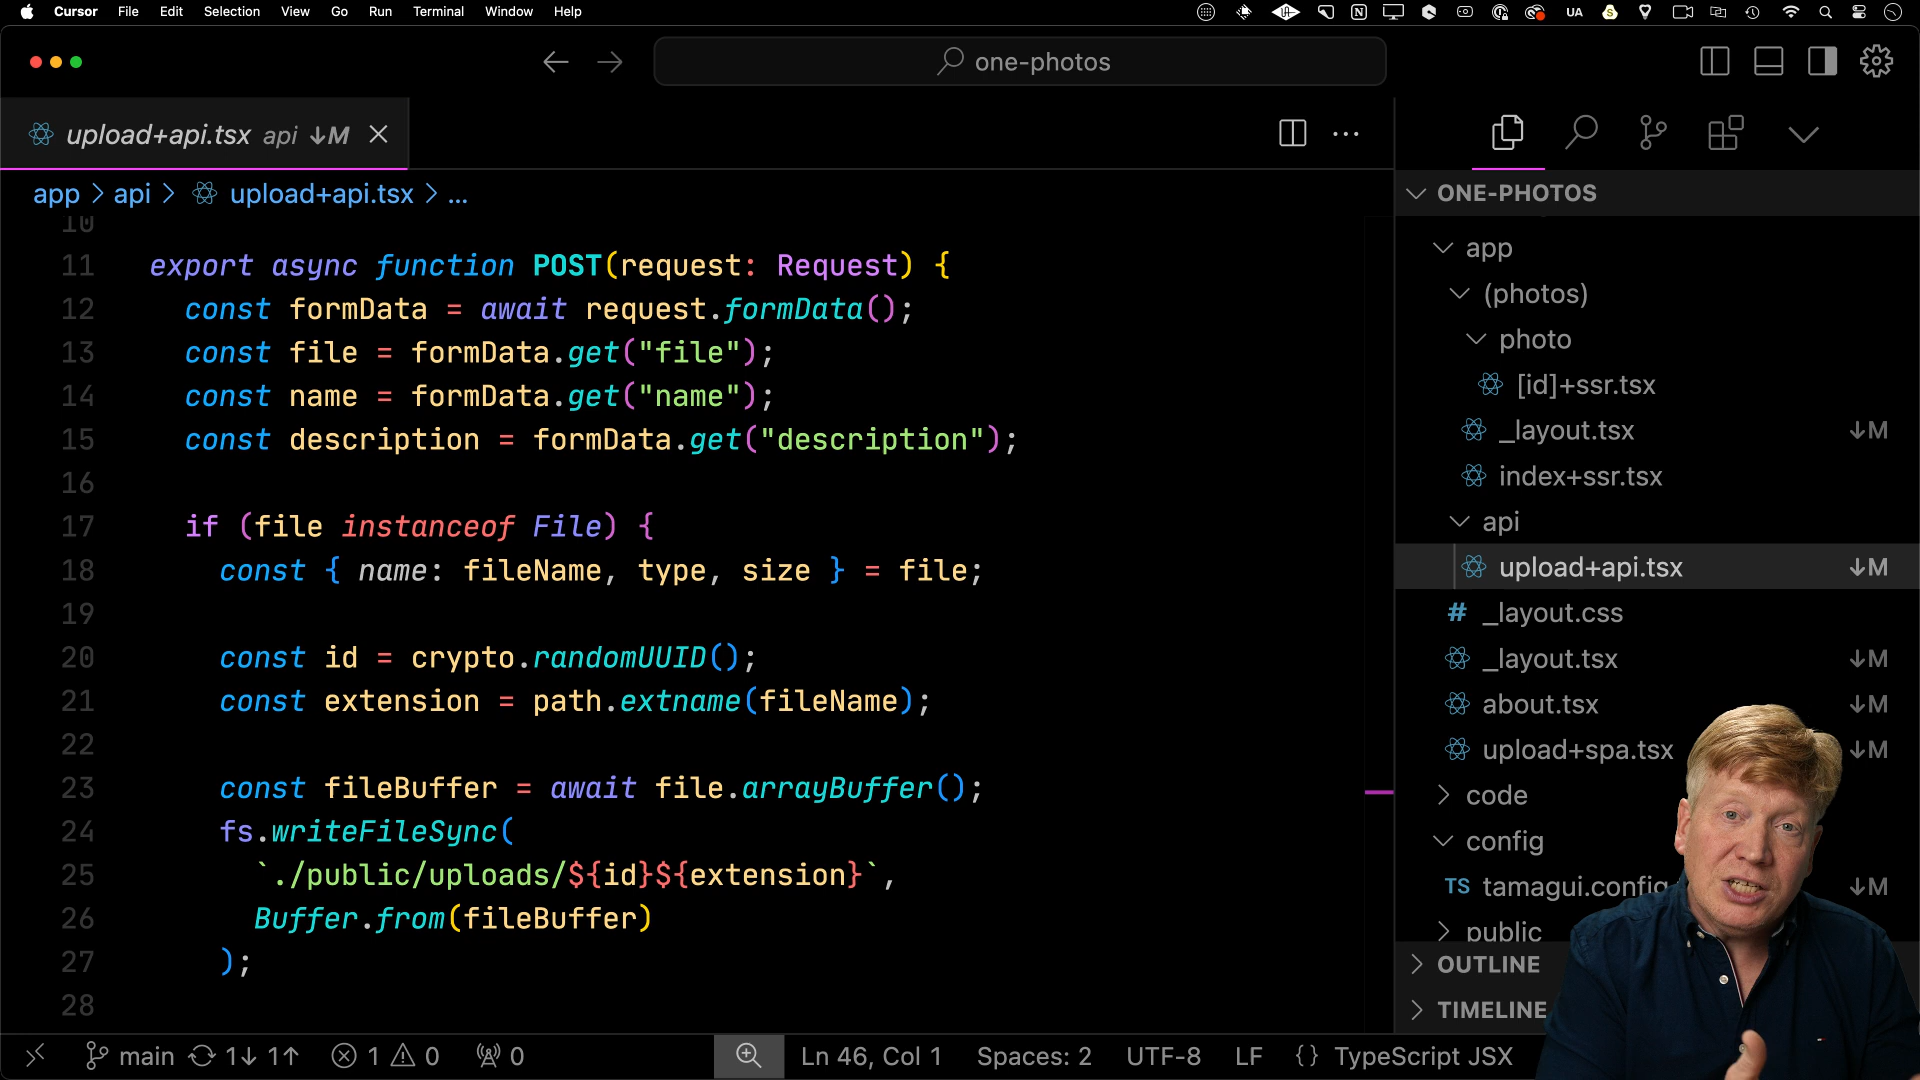 Cursor File Edit Selection View Go Run Terminal Window Help UA
one-photos
upload+api.tsx api ↓M
app > api > upload+api.tsx > ...
10
11 export async function POST(request: Request) {
12 const formData = await request.formData();
13 const file = formData.get("file");
14 const name = formData.get("name");
15 const description = formData.get("description");
16
17 if (file instanceof File) {
18 const { name: fileName, type, size } = file;
19
20 const id = crypto.randomUUID();
21 const extension = path.extname(fileName);
22
23 const fileBuffer = await file.arrayBuffer();
24 fs.writeFileSync(
25 `./public/uploads/${id}${extension}`,
26 Buffer.from(fileBuffer)
27 );
28
ONE-PHOTOS
app
(photos)
photo
[id]+ssr.tsx
_layout.tsx ↓M
index+ssr.tsx
api
upload+api.tsx ↓M
# _layout.css
_layout.tsx ↓M
about.tsx ↓M
upload+spa.tsx ↓M
code
config
TS tamagui.config ↓M
public
OUTLINE
TIMELINE
main 1↓ 1↑ 1 0 0 Ln 46, Col 1 Spaces: 2 UTF-8 LF {} TypeScript JSX